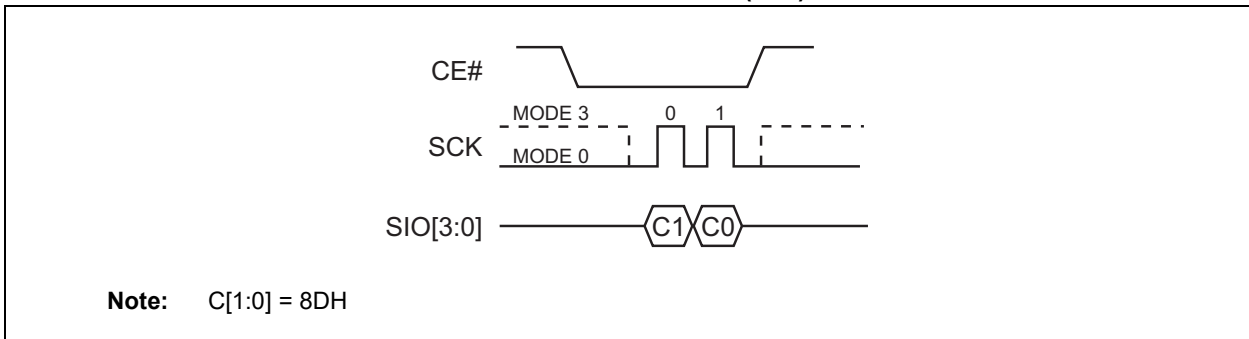 CE#
MODE 3 0 1
SCK
MODE 0
SIO[3:0] C1 C0
Note: C[1:0] = 8DH